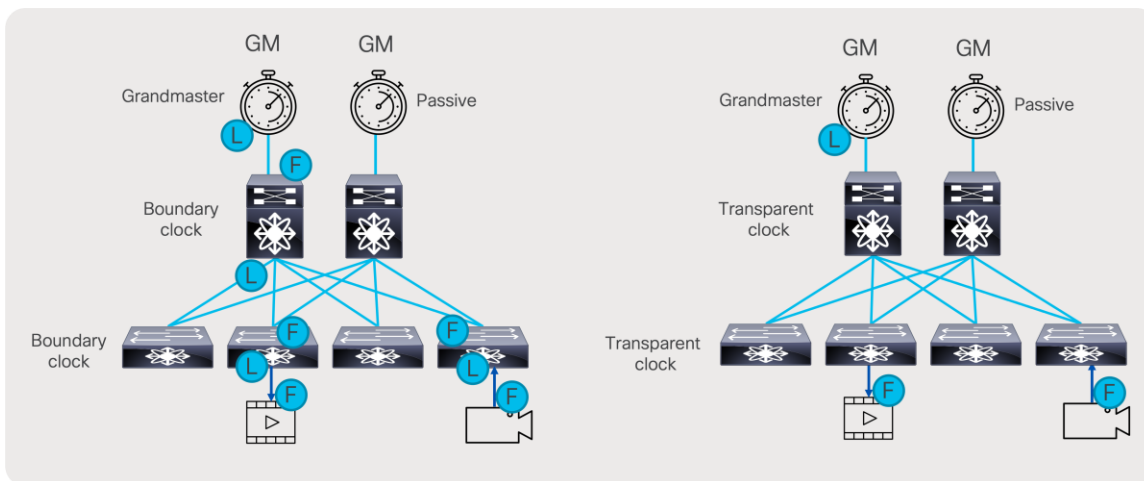 GM
GM
Grandmaster
Passive
L
F
Boundary
clock
L
Boundary
clock
F
F
L
L
F
F
GM
GM
Grandmaster
Passive
L
Transparent
clock
Transparent
clock
F
F